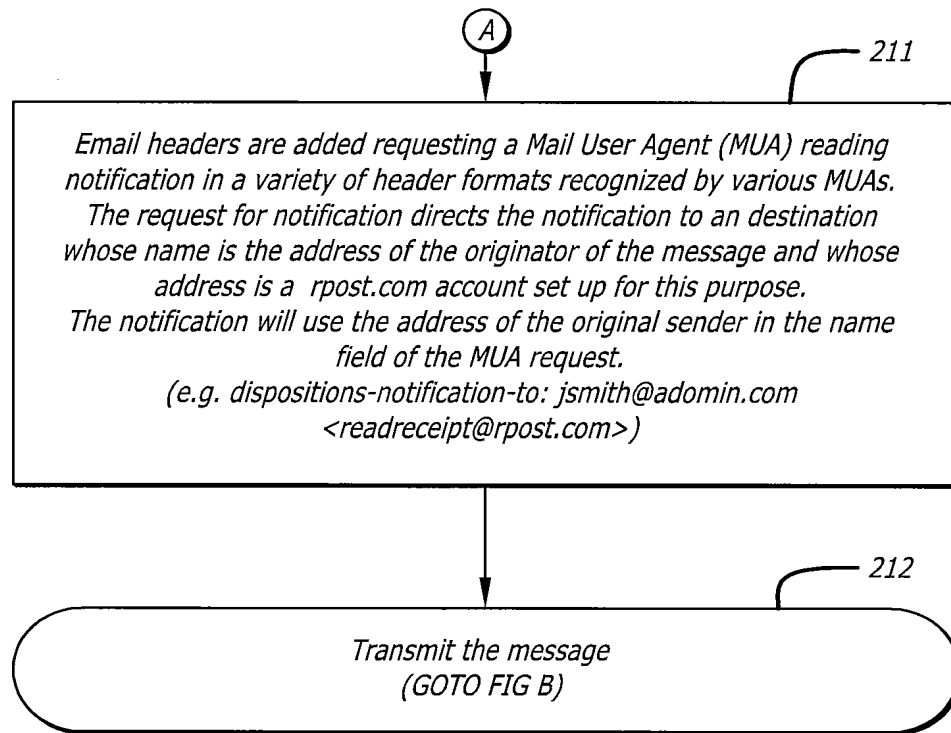 A
211
Email headers are added requesting a Mail User Agent (MUA) reading
notification in a variety of header formats recognized by various MUAs.
The request for notification directs the notification to an destination
whose name is the address of the originator of the message and whose
address is a rpost.com account set up for this purpose.
The notification will use the address of the original sender in the name
field of the MUA request.
(e.g. dispositions-notification-to: jsmith@adomin.com
<readreceipt@rpost.com>)
212
Transmit the message
(GOTO FIG B)